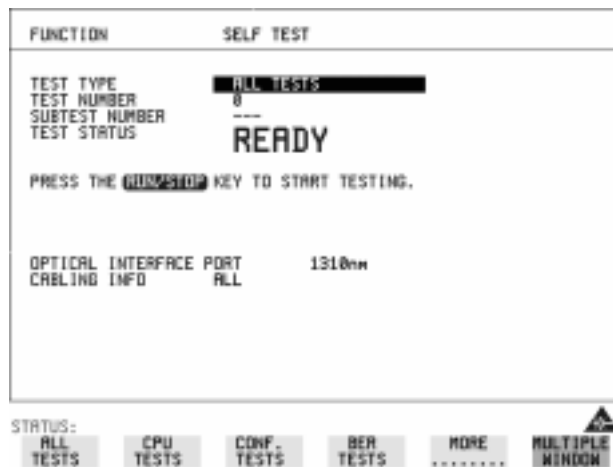 FUNCTION SELF TEST
TEST TYPE ALL TESTS
TEST NUMBER 0
SUBTEST NUMBER ---
TEST STATUS READY
PRESS THE RUN/STOP KEY TO START TESTING.
OPTICAL INTERFACE PORT 1310nm
CABLING INFO ALL
STATUS:
ALL TESTS
CPU TESTS
CONF. TESTS
BER TESTS
MORE ........
MULTIPLE WINDOW